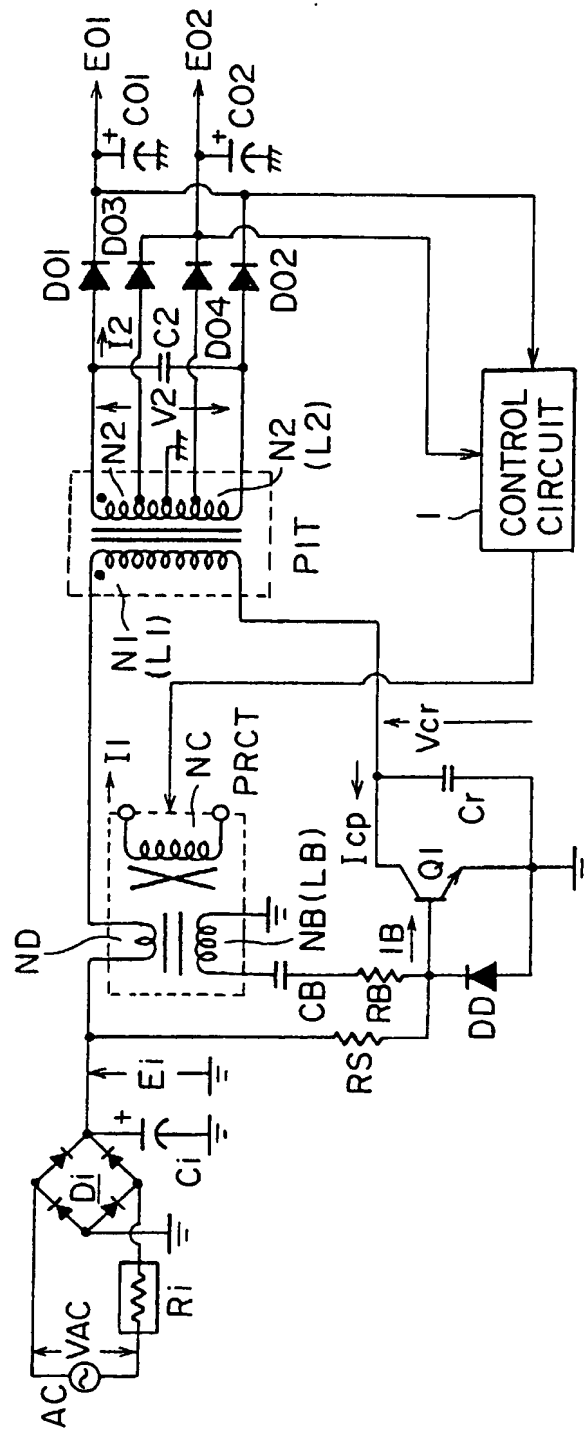 AC
VAC
Ri
Di
Ci
Ei
ND
I1
NC
PRCT
NB(LB)
CB
RB
RS
IB
DD
Q1
Icp
Cr
Vcr
N1
(L1)
PIT
N2
N2
(L2)
V2
I2
C2
DO1
DO3
DO4
DO2
CO1
CO2
EO1
EO2
1
CONTROL
CIRCUIT
+
+
+